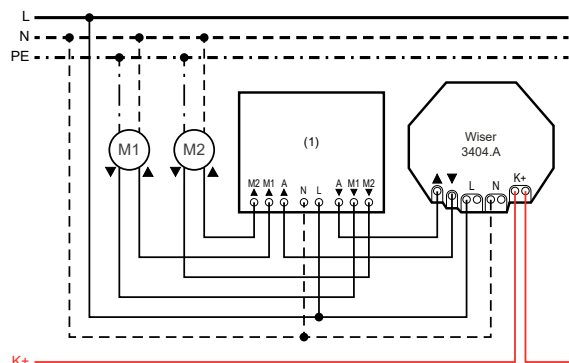 L
N
PE
M1
M2
(1)
Wiser
3404.A
M2 M1 A N L A M1 M2
▲ ▲ ▲ ▼ ▼ ▼
▲ ▼ L N K+
▼ ▲ ▼ ▲
K+